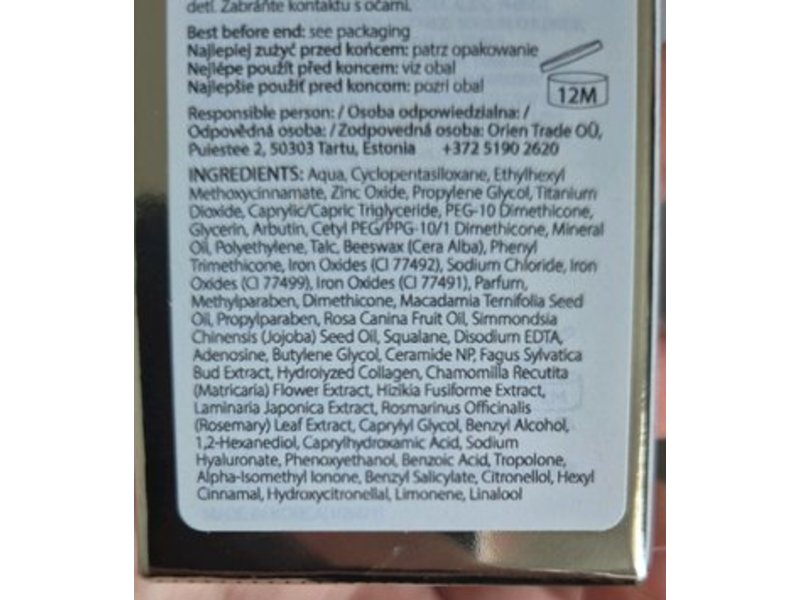 detí. Zabráňte kontaktu s očami.
Best before end: see packaging
Najlepiej zużyć przed końcem: patrz opakowanie
Nejlépe použít před koncem: viz obal
Najlepšie použiť pred koncom: pozri obal
12M
Responsible person: / Osoba odpowiedzialna: /
Odpovědná osoba: / Zodpovedná osoba: Orien Trade OÜ,
Puiestee 2, 50303 Tartu, Estonia +372 5190 2620
INGREDIENTS: Aqua, Cyclopentasiloxane, Ethylhexyl
Methoxycinnamate, Zinc Oxide, Propylene Glycol, Titanium
Dioxide, Caprylic/Capric Triglyceride, PEG-10 Dimethicone,
Glycerin, Arbutin, Cetyl PEG/PPG-10/1 Dimethicone, Mineral
Oil, Polyethylene, Talc, Beeswax (Cera Alba), Phenyl
Trimethicone, Iron Oxides (CI 77492), Sodium Chloride, Iron
Oxides (CI 77499), Iron Oxides (CI 77491), Parfum,
Methylparaben, Dimethicone, Macadamia Ternifolia Seed
Oil, Propylparaben, Rosa Canina Fruit Oil, Simmondsia
Chinensis (Jojoba) Seed Oil, Squalane, Disodium EDTA,
Adenosine, Butylene Glycol, Ceramide NP, Fagus Sylvatica
Bud Extract, Hydrolyzed Collagen, Chamomilla Recutita
(Matricaria) Flower Extract, Hizikia Fusiforme Extract,
Laminaria Japonica Extract, Rosmarinus Officinalis
(Rosemary) Leaf Extract, Caprylyl Glycol, Benzyl Alcohol,
1,2-Hexanediol, Caprylhydroxamic Acid, Sodium
Hyaluronate, Phenoxyethanol, Benzoic Acid, Tropolone,
Alpha-Isomethyl Ionone, Benzyl Salicylate, Citronellol, Hexyl
Cinnamal, Hydroxycitronellal, Limonene, Linalool